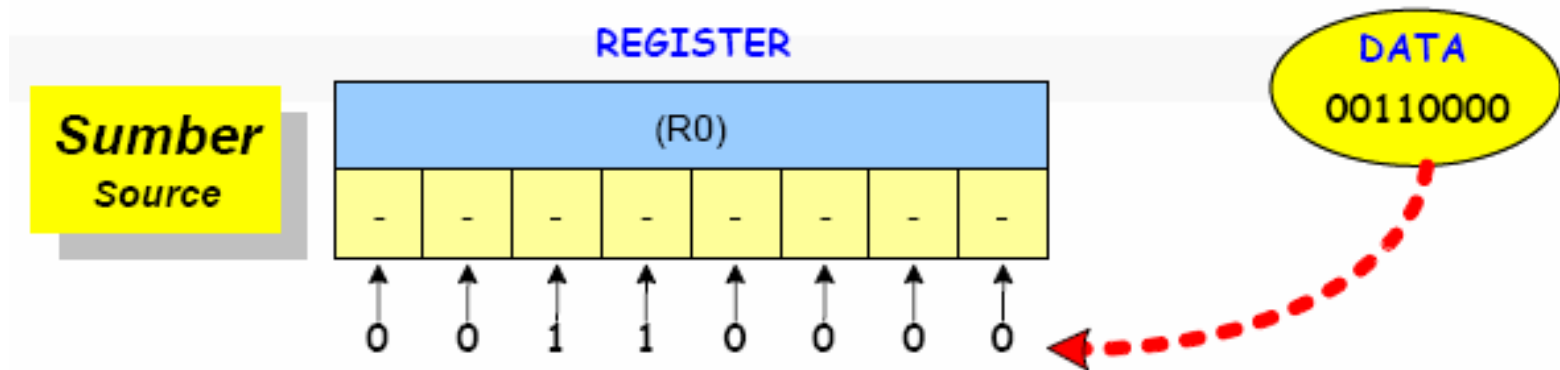 REGISTER
DATA
00110000
Sumber
Source
(R0)
- - - - - - - -
0 0 1 1 0 0 0 0